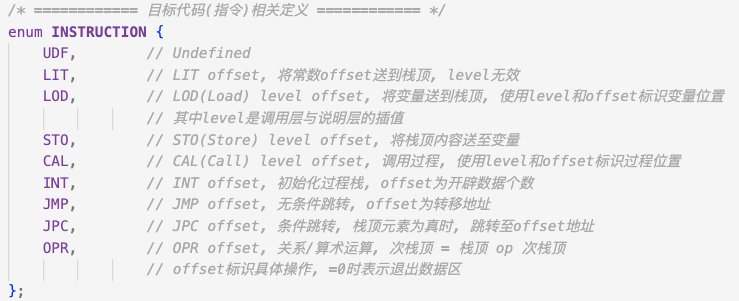 /* ============ 目标代码(指令)相关定义 ============ */
enum INSTRUCTION {
UDF, // Undefined
LIT, // LIT offset, 将常数offset送到栈顶, level无效
LOD, // LOD(Load) level offset, 将变量送到栈顶, 使用level和offset标识变量位置
// 其中level是调用层与说明层的插值
STO, // STO(Store) level offset, 将栈顶内容送至变量
CAL, // CAL(Call) level offset, 调用过程, 使用level和offset标识过程位置
INT, // INT offset, 初始化过程栈, offset为开辟数据个数
JMP, // JMP offset, 无条件跳转, offset为转移地址
JPC, // JPC offset, 条件跳转, 栈顶元素为真时, 跳转至offset地址
OPR, // OPR offset, 关系/算术运算, 次栈顶 = 栈顶 op 次栈顶
// offset标识具体操作, =0时表示退出数据区
};